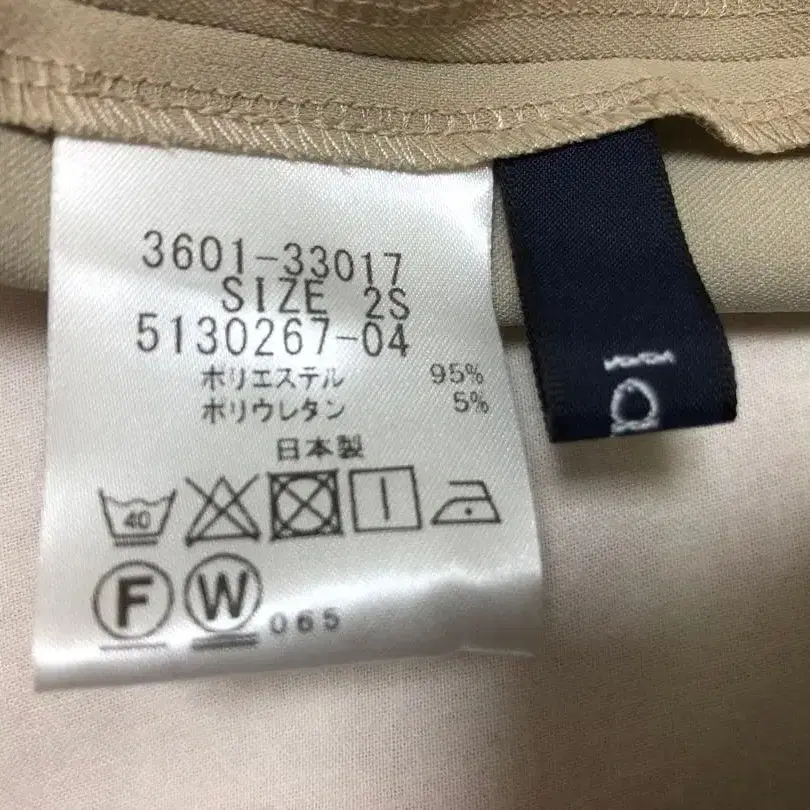 3601-33017
SIZE 2S
5130267-04
ポリエステル 95%
ポリウレタン 5%
日本製
40
F W 065